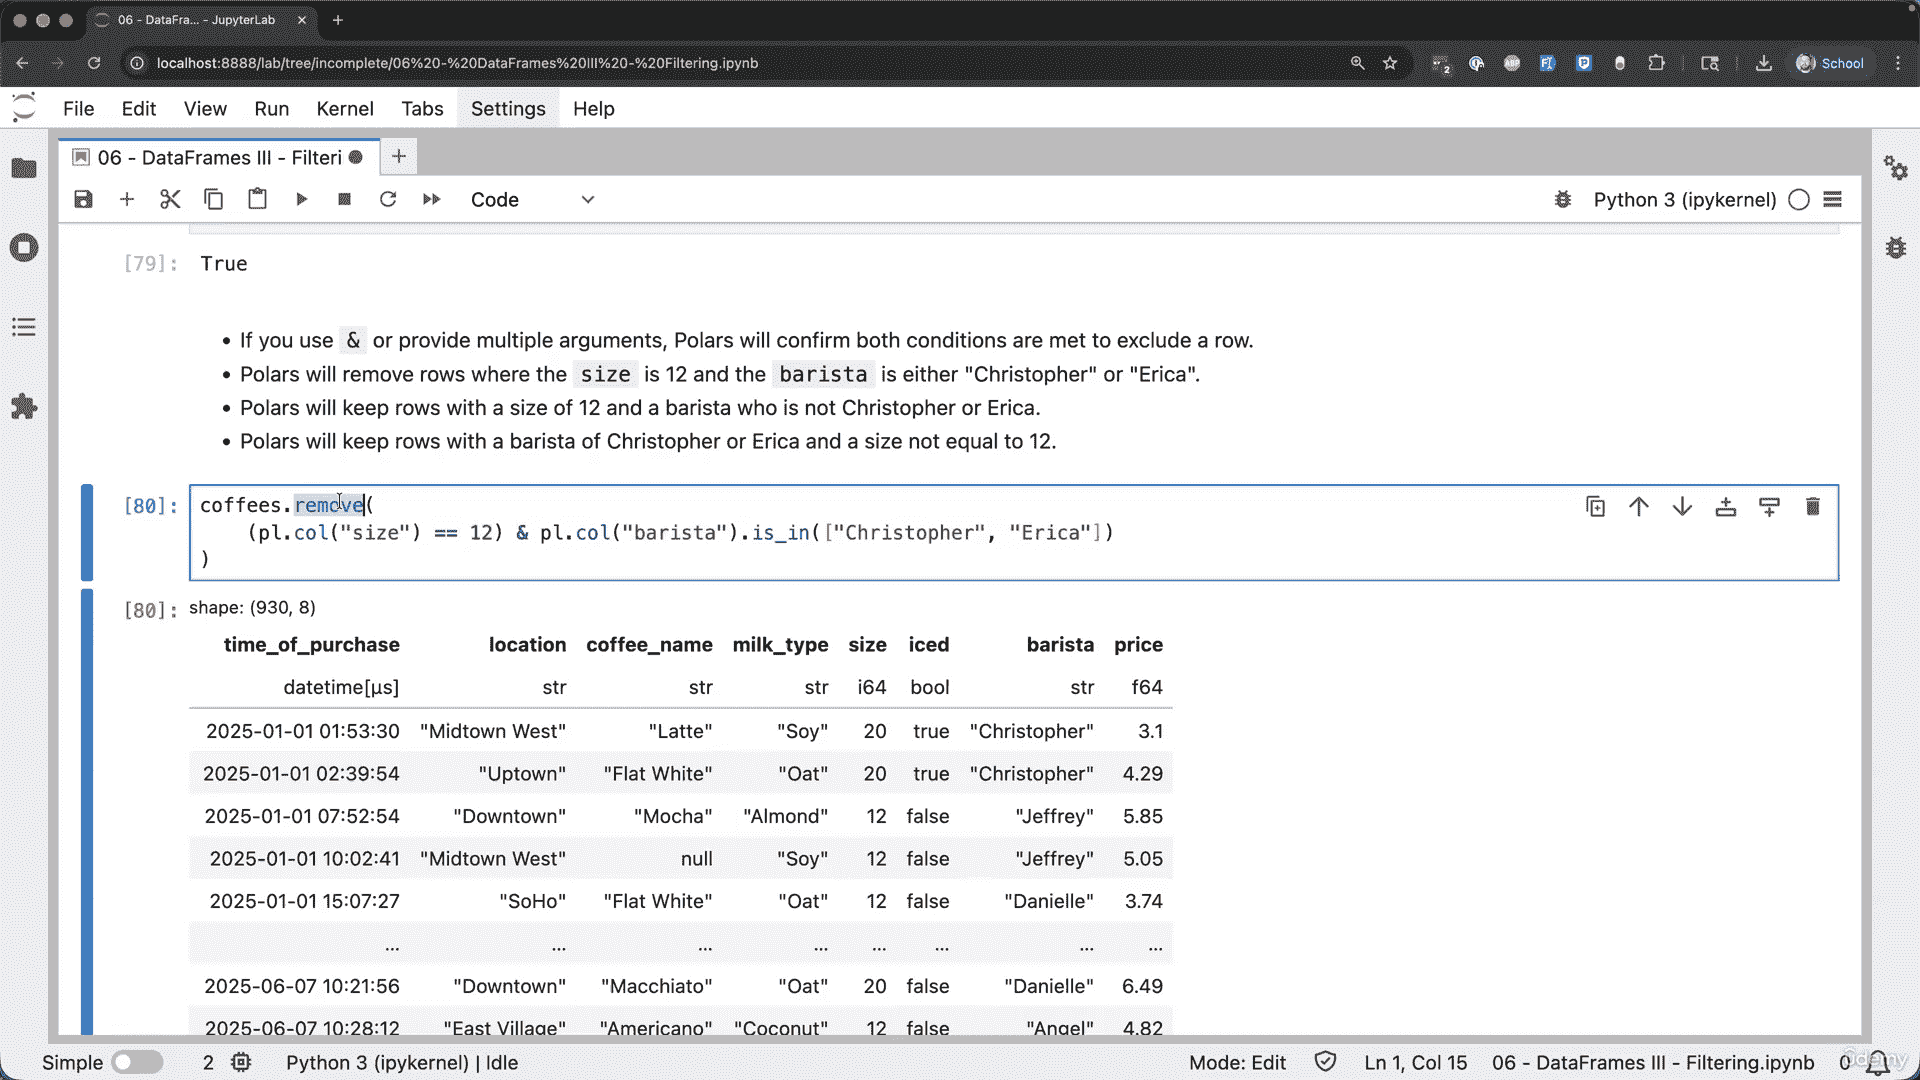 06 - DataFra... - JupyterLab
localhost:8888/lab/tree/incomplete/06%20-%20DataFrames%20III%20-%20Filtering.ipynb
2
ABP
School
File Edit View Run Kernel Tabs Settings Help
06 - DataFrames III - Filteri
Code
Python 3 (ipykernel)
[79]: True
• If you use & or provide multiple arguments, Polars will confirm both conditions are met to exclude a row.
• Polars will remove rows where the size is 12 and the barista is either "Christopher" or "Erica".
• Polars will keep rows with a size of 12 and a barista who is not Christopher or Erica.
• Polars will keep rows with a barista of Christopher or Erica and a size not equal to 12.
[80]: coffees.remove(
(pl.col("size") == 12) & pl.col("barista").is_in(["Christopher", "Erica"])
)
[80]: shape: (930, 8)
time_of_purchase location coffee_name milk_type size iced barista price
datetime[μs] str str str i64 bool str f64
2025-01-01 01:53:30 "Midtown West" "Latte" "Soy" 20 true "Christopher" 3.1
2025-01-01 02:39:54 "Uptown" "Flat White" "Oat" 20 true "Christopher" 4.29
2025-01-01 07:52:54 "Downtown" "Mocha" "Almond" 12 false "Jeffrey" 5.85
2025-01-01 10:02:41 "Midtown West" null "Soy" 12 false "Jeffrey" 5.05
2025-01-01 15:07:27 "SoHo" "Flat White" "Oat" 12 false "Danielle" 3.74
... ... ... ... ... ... ... ...
2025-06-07 10:21:56 "Downtown" "Macchiato" "Oat" 20 false "Danielle" 6.49
2025-06-07 10:28:12 "East Village" "Americano" "Coconut" 12 false "Angel" 4.82
Simple 2 Python 3 (ipykernel) | Idle Mode: Edit Ln 1, Col 15 06 - DataFrames III - Filtering.ipynb 0
udemy